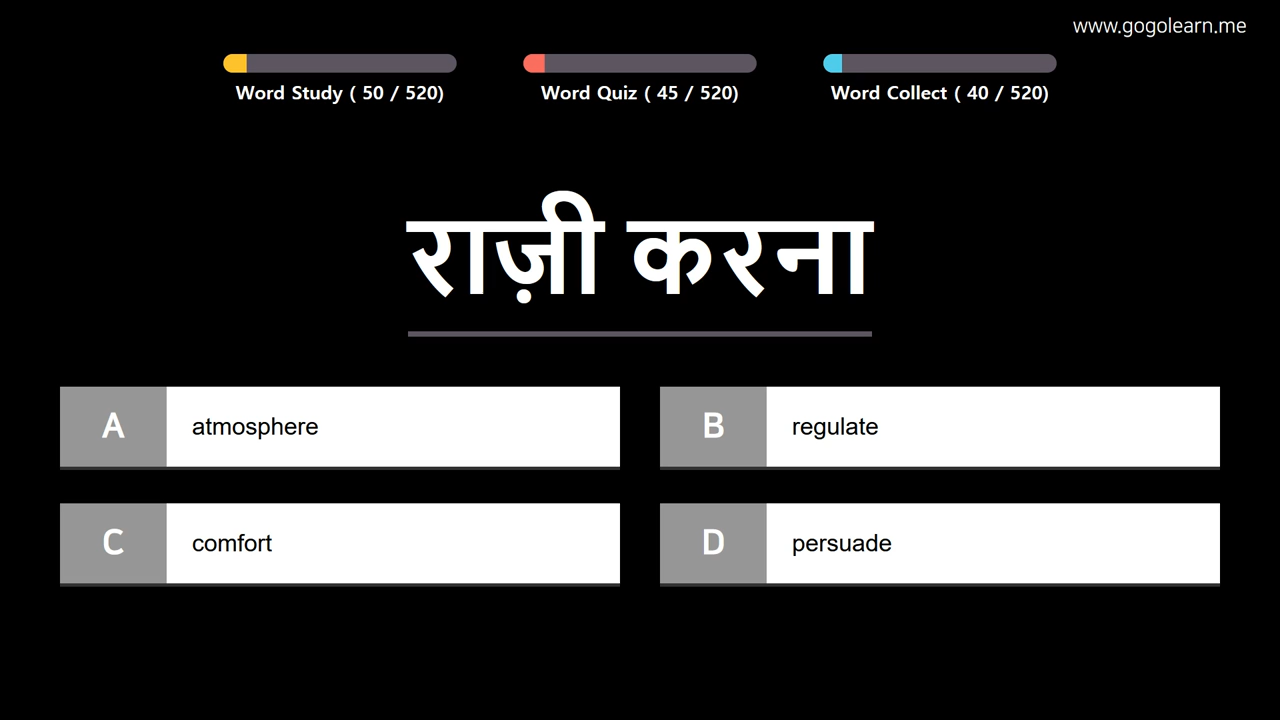 www.gogolearn.me
Word Study ( 50 / 520)
Word Quiz ( 45 / 520)
Word Collect ( 40 / 520)
राज़ी करना
A atmosphere
B regulate
C comfort
D persuade